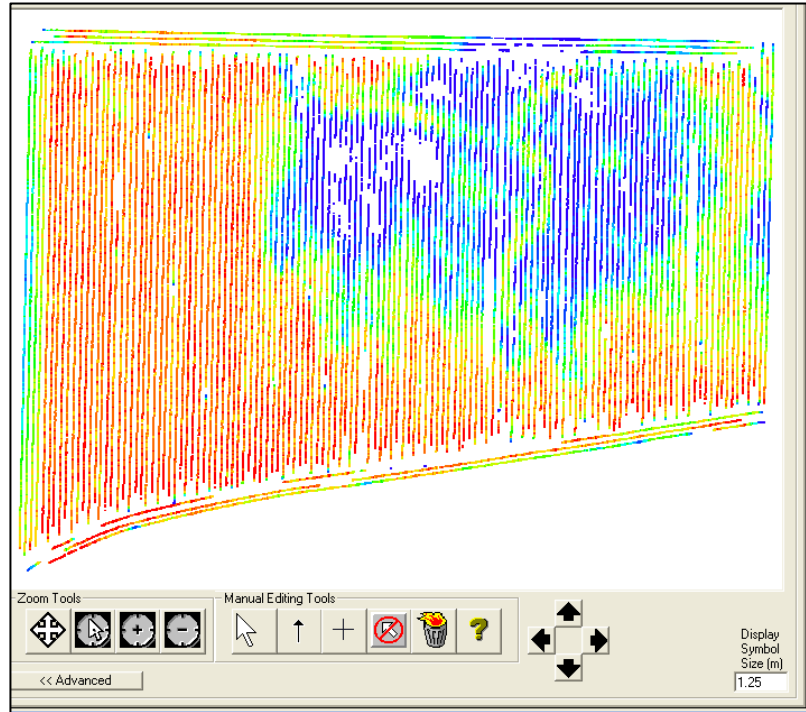 Zoom Tools
Manual Editing Tools
?
<< Advanced
Display
Symbol
Size (m)
1.25